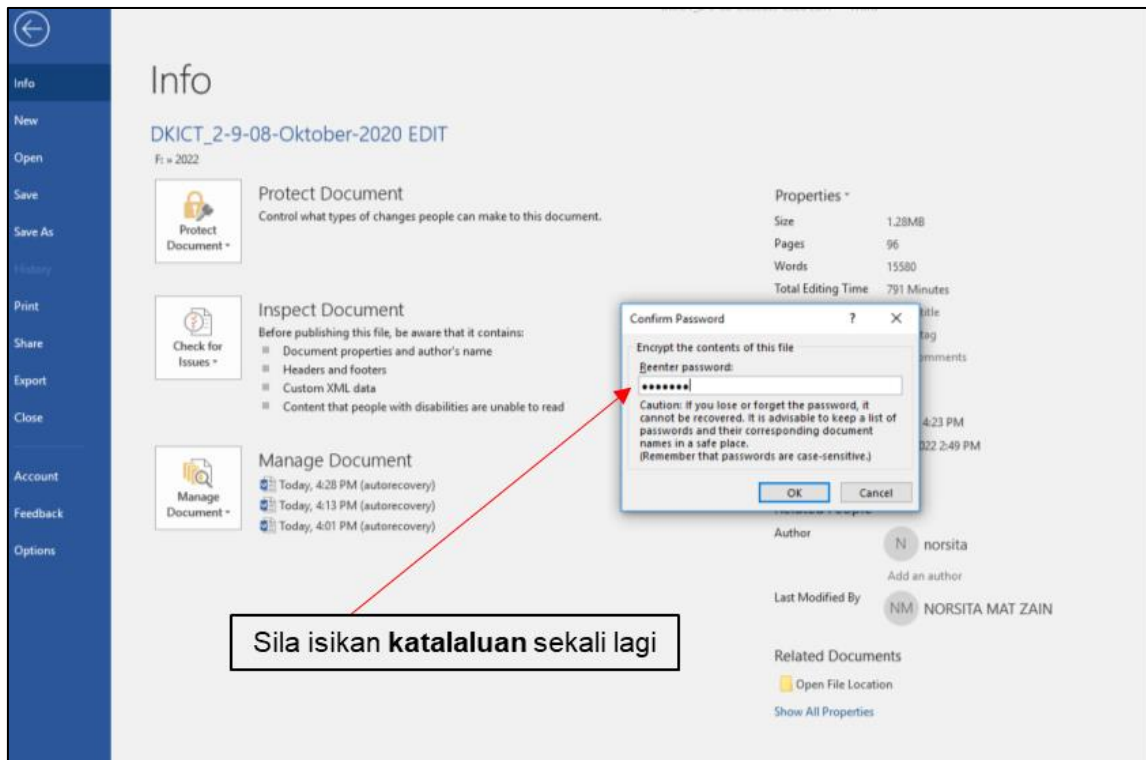 Info
New
Open
Save
Save As
History
Print
Share
Export
Close
Account
Feedback
Options
Info
DKICT_2-9-08-Oktober-2020 EDIT
F: » 2022
Protect
Document
Protect Document
Control what types of changes people can make to this document.
Check for
Issues
Inspect Document
Before publishing this file, be aware that it contains:
Document properties and author's name
Headers and footers
Custom XML data
Content that people with disabilities are unable to read
Manage
Document
Manage Document
Today, 4:28 PM (autorecovery)
Today, 4:13 PM (autorecovery)
Today, 4:01 PM (autorecovery)
Properties
Size 1.28MB
Pages 96
Words 15580
Total Editing Time 791 Minutes
Confirm Password ? X
Encrypt the contents of this file
Reenter password:
•••••••
Caution: If you lose or forget the password, it
cannot be recovered. It is advisable to keep a list of
passwords and their corresponding document
names in a safe place.
(Remember that passwords are case-sensitive.)
OK Cancel
4:23 PM
2:49 PM
Author
N norsita
Add an author
Last Modified By
NM NORSITA MAT ZAIN
Related Documents
Open File Location
Show All Properties
Sila isikan katalaluan sekali lagi